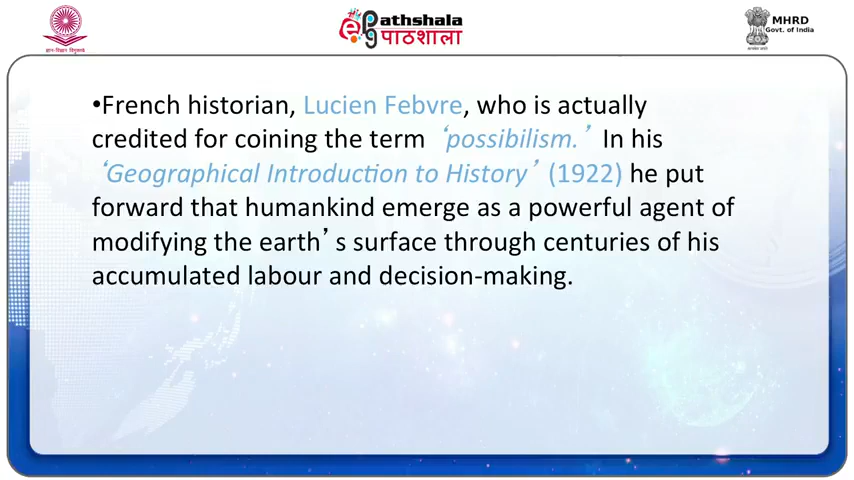 ज्ञान-विज्ञान विमुक्तये
ePgathshala
पाठशाला
MHRD
Govt. of India
•French historian, Lucien Febvre, who is actually
credited for coining the term ‘possibilism.’ In his
‘Geographical Introduction to History’ (1922) he put
forward that humankind emerge as a powerful agent of
modifying the earth’s surface through centuries of his
accumulated labour and decision-making.